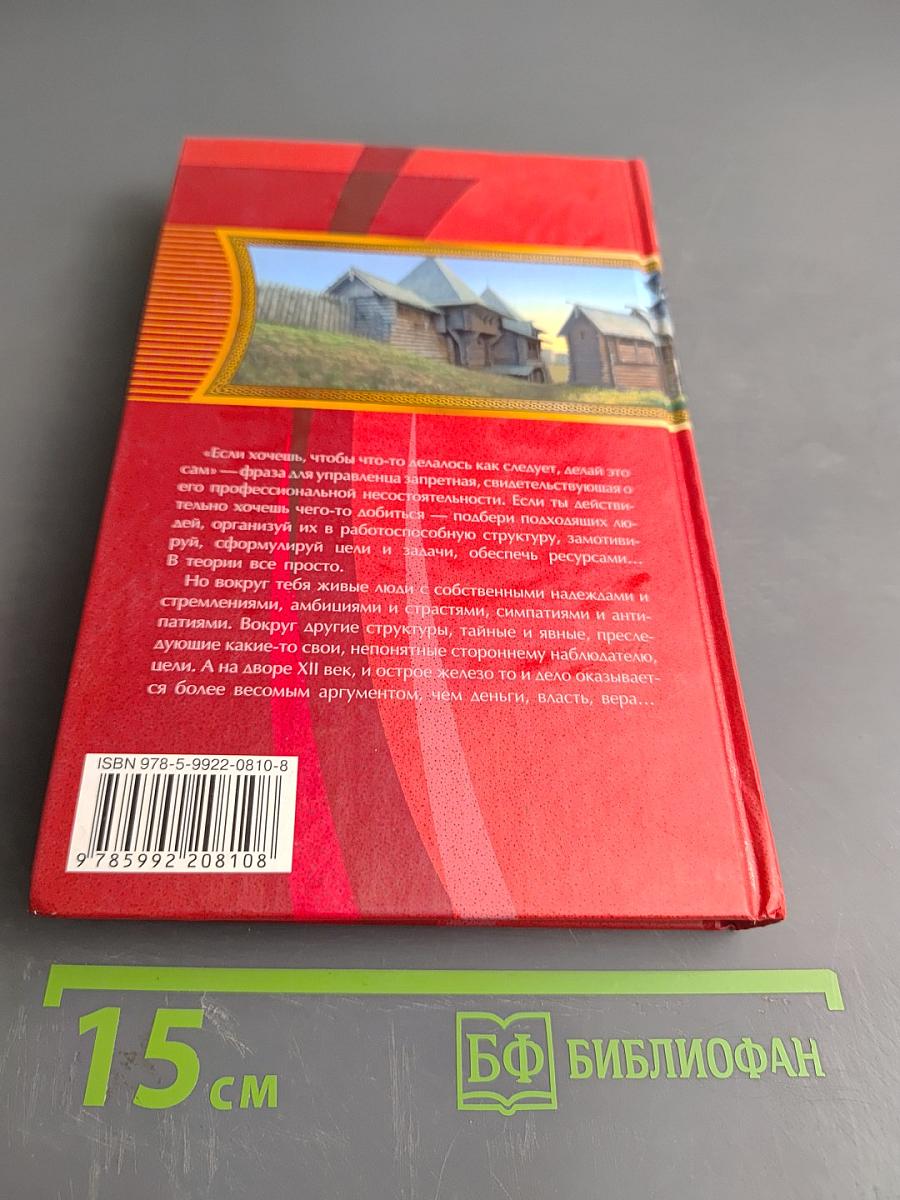 «Если хочешь, чтобы что-то делалось как следует, делай это
сам» — фраза для управленца запретная, свидетельствующая о
его профессиональной несостоятельности. Если ты действи-
тельно хочешь чего-то добиться — подбери подходящих лю-
дей, организуй их в работоспособную структуру, замотиви-
руй, сформулируй цели и задачи, обеспечь ресурсами...
В теории все просто.
Но вокруг тебя живые люди с собственными надеждами и
стремлениями, амбициями и страстями, симпатиями и анти-
патиями. Вокруг другие структуры, тайные и явные, пресле-
дующие какие-то свои, непонятные стороннему наблюдателю,
цели. А на дворе XII век, и острое железо то и дело оказывает-
ся более весомым аргументом, чем деньги, власть, вера...
ISBN 978-5-9922-0810-8
9 785992 208108
15 см
БФ БИБЛИОФАН